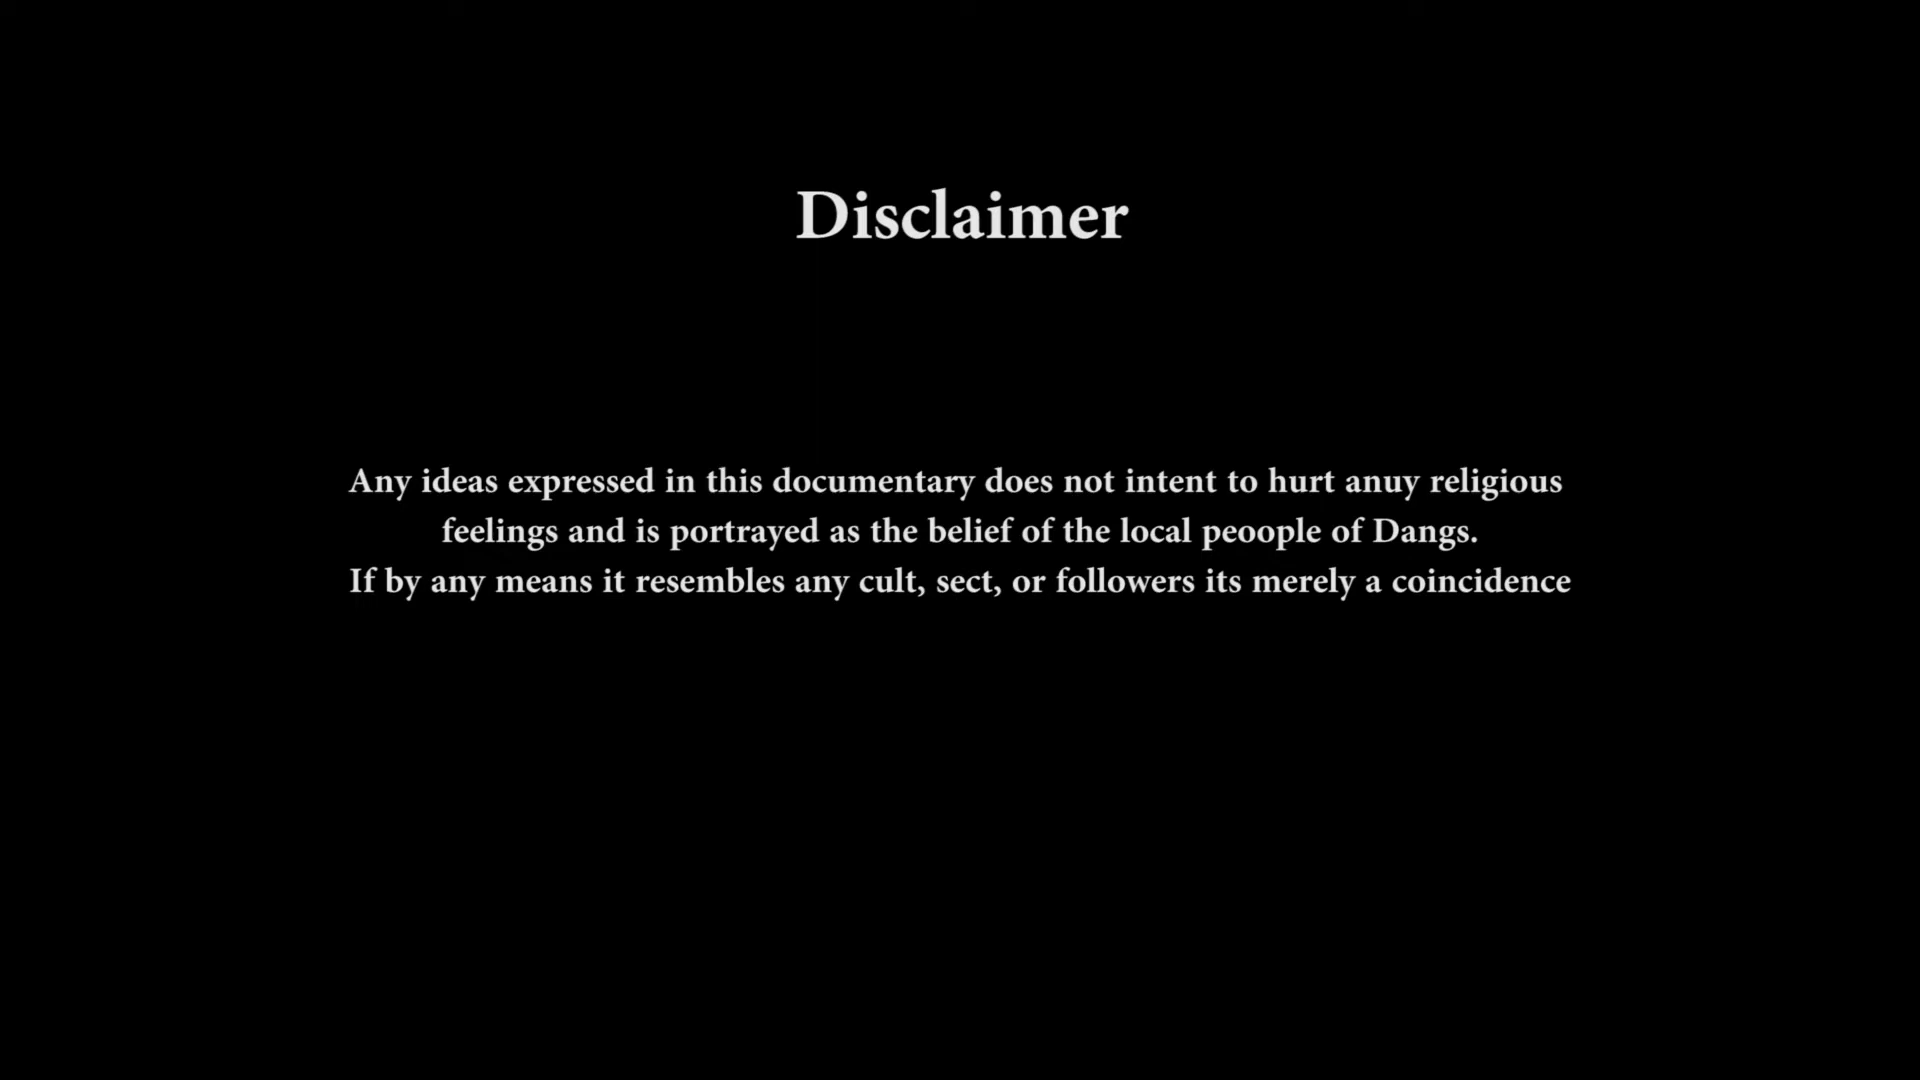 Disclaimer
Any ideas expressed in this documentary does not intent to hurt anuy religious
feelings and is portrayed as the belief of the local peoople of Dangs.
If by any means it resembles any cult, sect, or followers its merely a coincidence